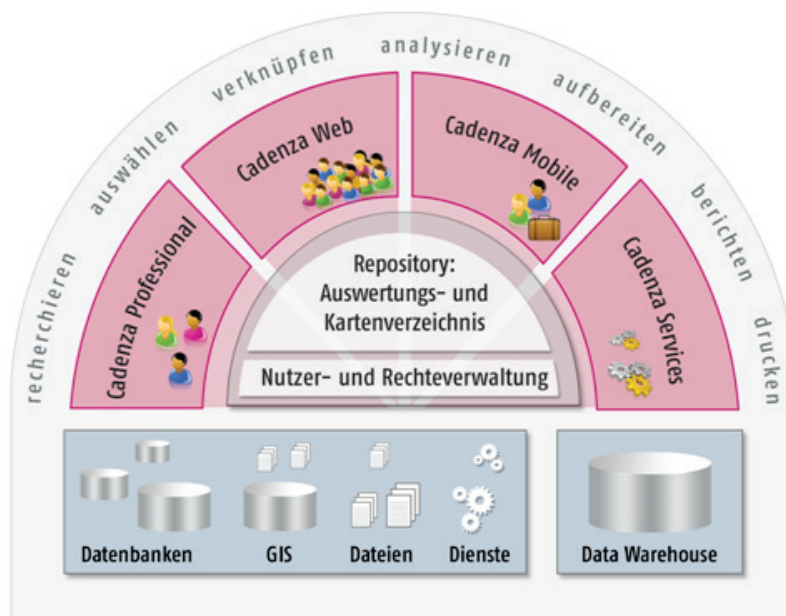 recherchieren auswählen verknüpfen analysieren aufbereiten berichten drucken
Cadenza Professional
Cadenza Web
Cadenza Mobile
Cadenza Services
Repository:
Auswertungs- und
Kartenverzeichnis
Nutzer- und Rechteverwaltung
Datenbanken
GIS
Dateien
Dienste
Data Warehouse